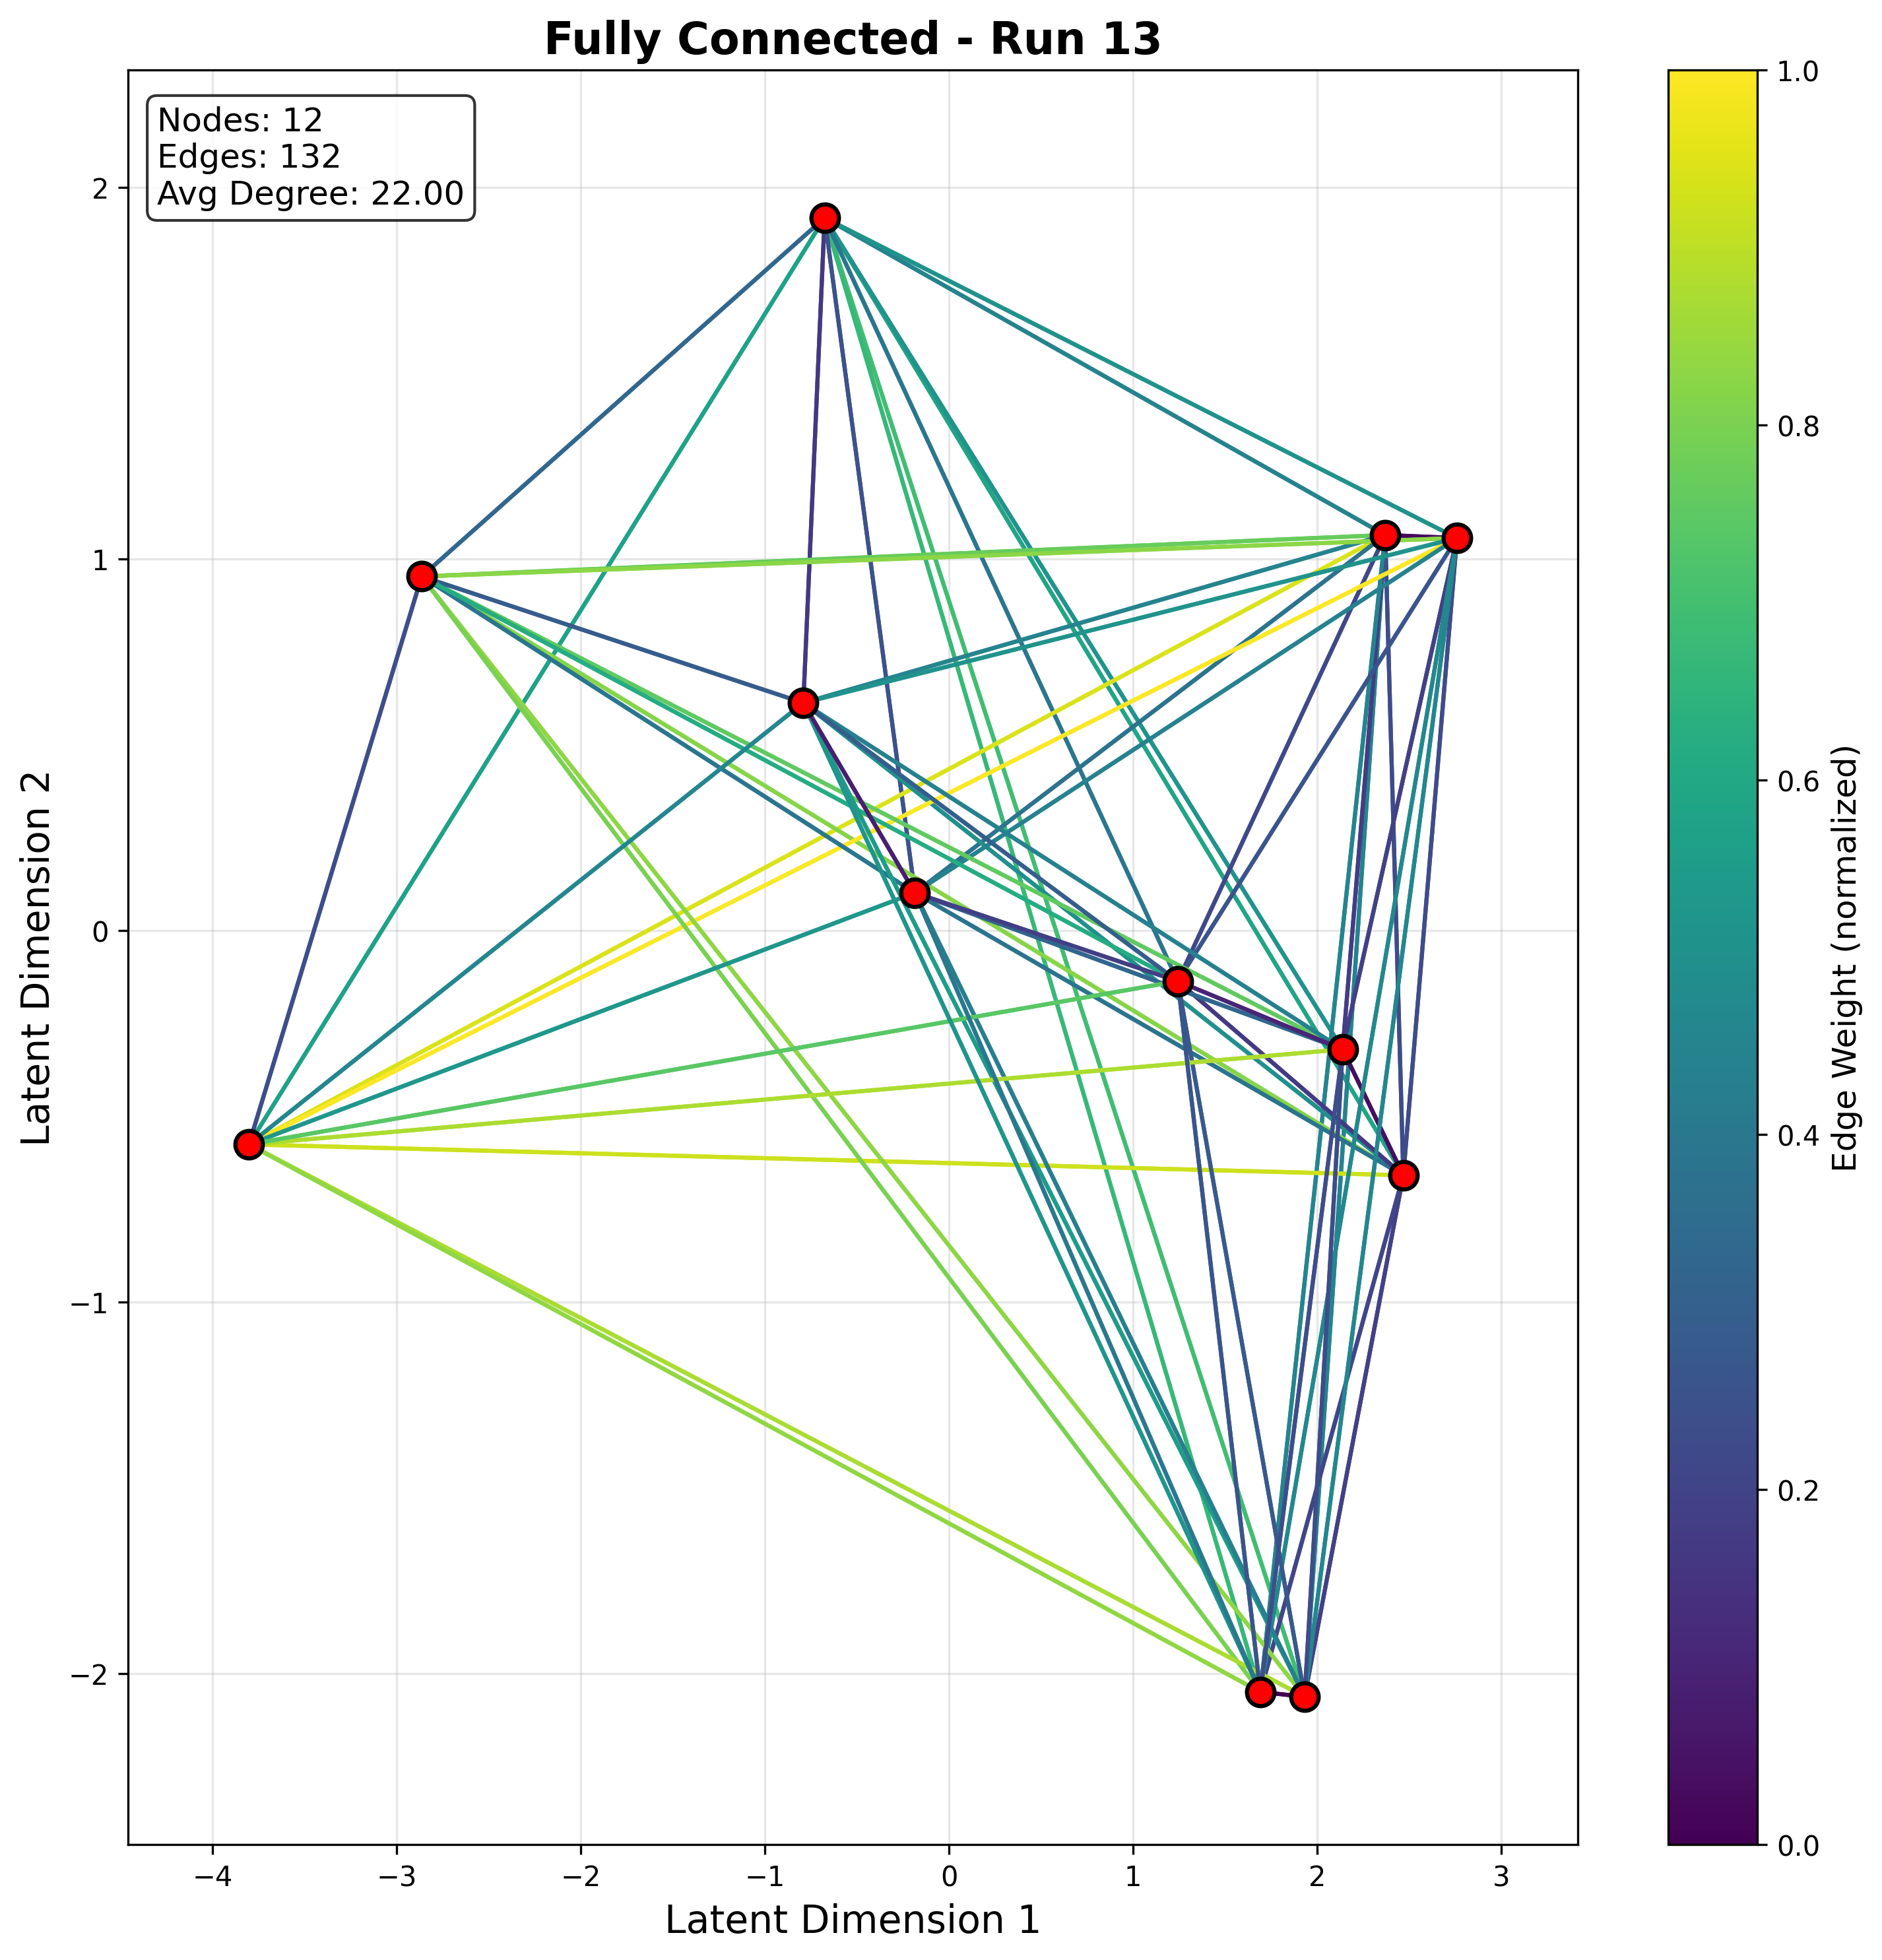 Fully Connected - Run 13
Nodes: 12
Edges: 132
Avg Degree: 22.00
2
1
0
−1
−2
Latent Dimension 2
−4
−3
−2
−1
0
1
2
3
Latent Dimension 1
1.0
0.8
0.6
0.4
0.2
0.0
Edge Weight (normalized)